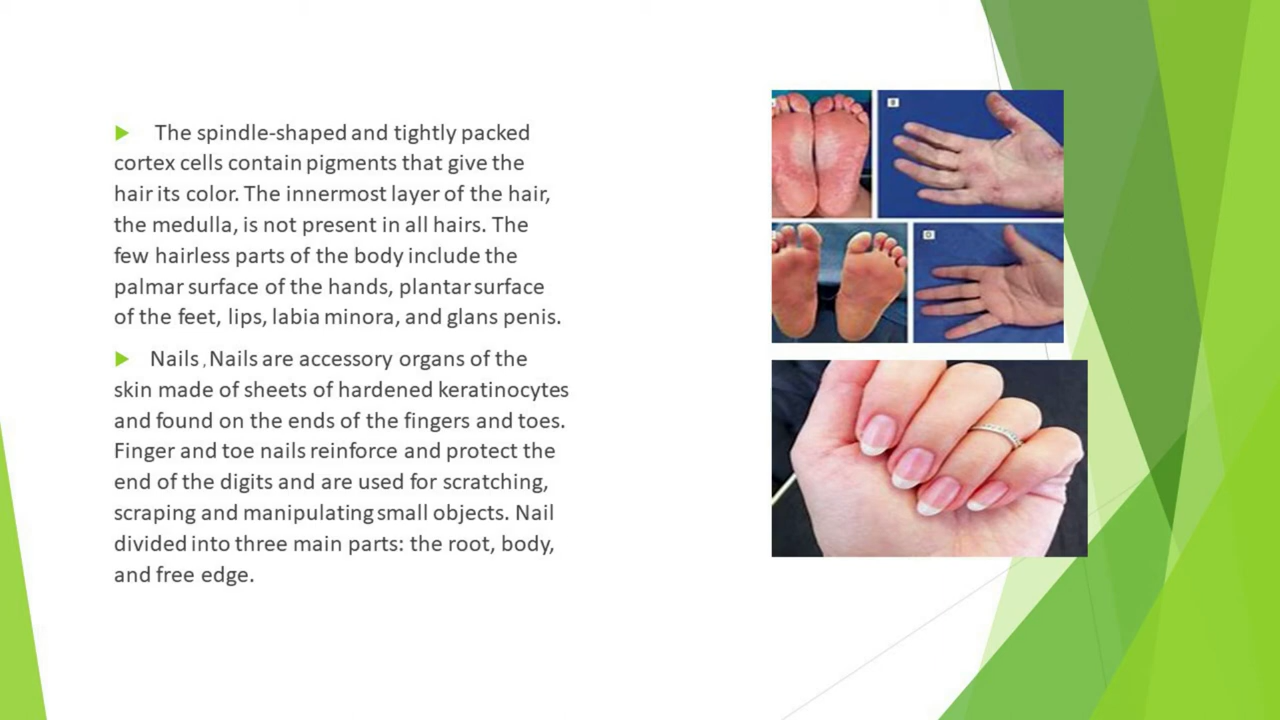 The spindle-shaped and tightly packed
cortex cells contain pigments that give the
hair its color. The innermost layer of the hair,
the medulla, is not present in all hairs. The
few hairless parts of the body include the
palmar surface of the hands, plantar surface
of the feet, lips, labia minora, and glans penis.
Nails , Nails are accessory organs of the
skin made of sheets of hardened keratinocytes
and found on the ends of the fingers and toes.
Finger and toe nails reinforce and protect the
end of the digits and are used for scratching,
scraping and manipulating small objects. Nail
divided into three main parts: the root, body,
and free edge.
B
D